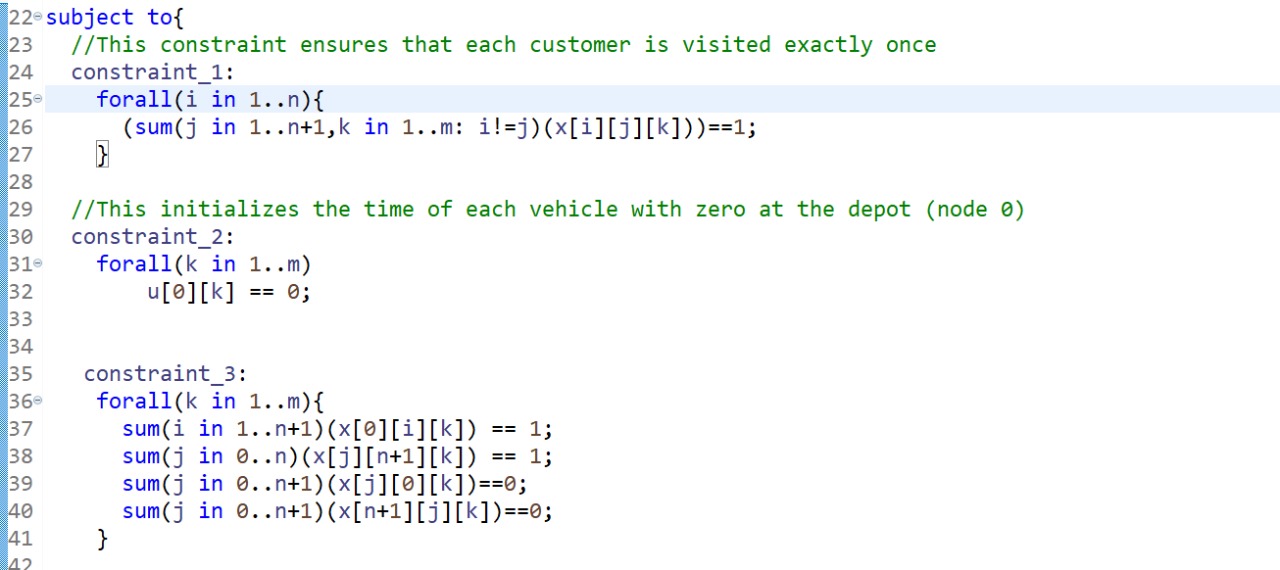 22 subject to{
23   //This constraint ensures that each customer is visited exactly once
24   constraint_1:
25     forall(i in 1..n){
26       (sum(j in 1..n+1,k in 1..m: i!=j)(x[i][j][k]))==1;
27     }
28
29   //This initializes the time of each vehicle with zero at the depot (node 0)
30   constraint_2:
31     forall(k in 1..m)
32         u[0][k] == 0;
33
34
35    constraint_3:
36     forall(k in 1..m){
37       sum(i in 1..n+1)(x[0][i][k]) == 1;
38       sum(j in 0..n)(x[j][n+1][k]) == 1;
39       sum(j in 0..n+1)(x[j][0][k])==0;
40       sum(j in 0..n+1)(x[n+1][j][k])==0;
41     }
42